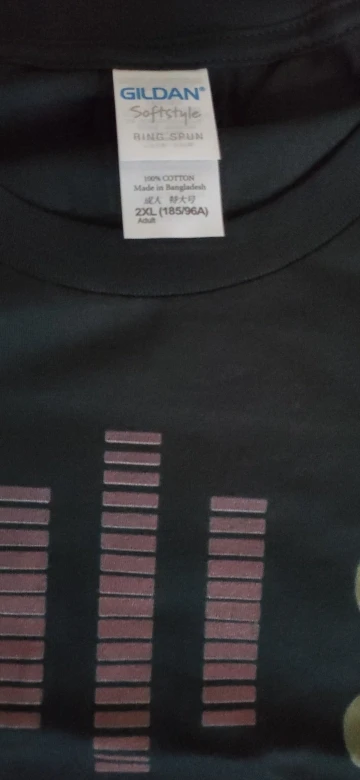 GILDAN®
Softstyle
RING SPUN
100% COTTON
Made in Bangladesh
成人 特大号
2XL (185/96A)
Adult